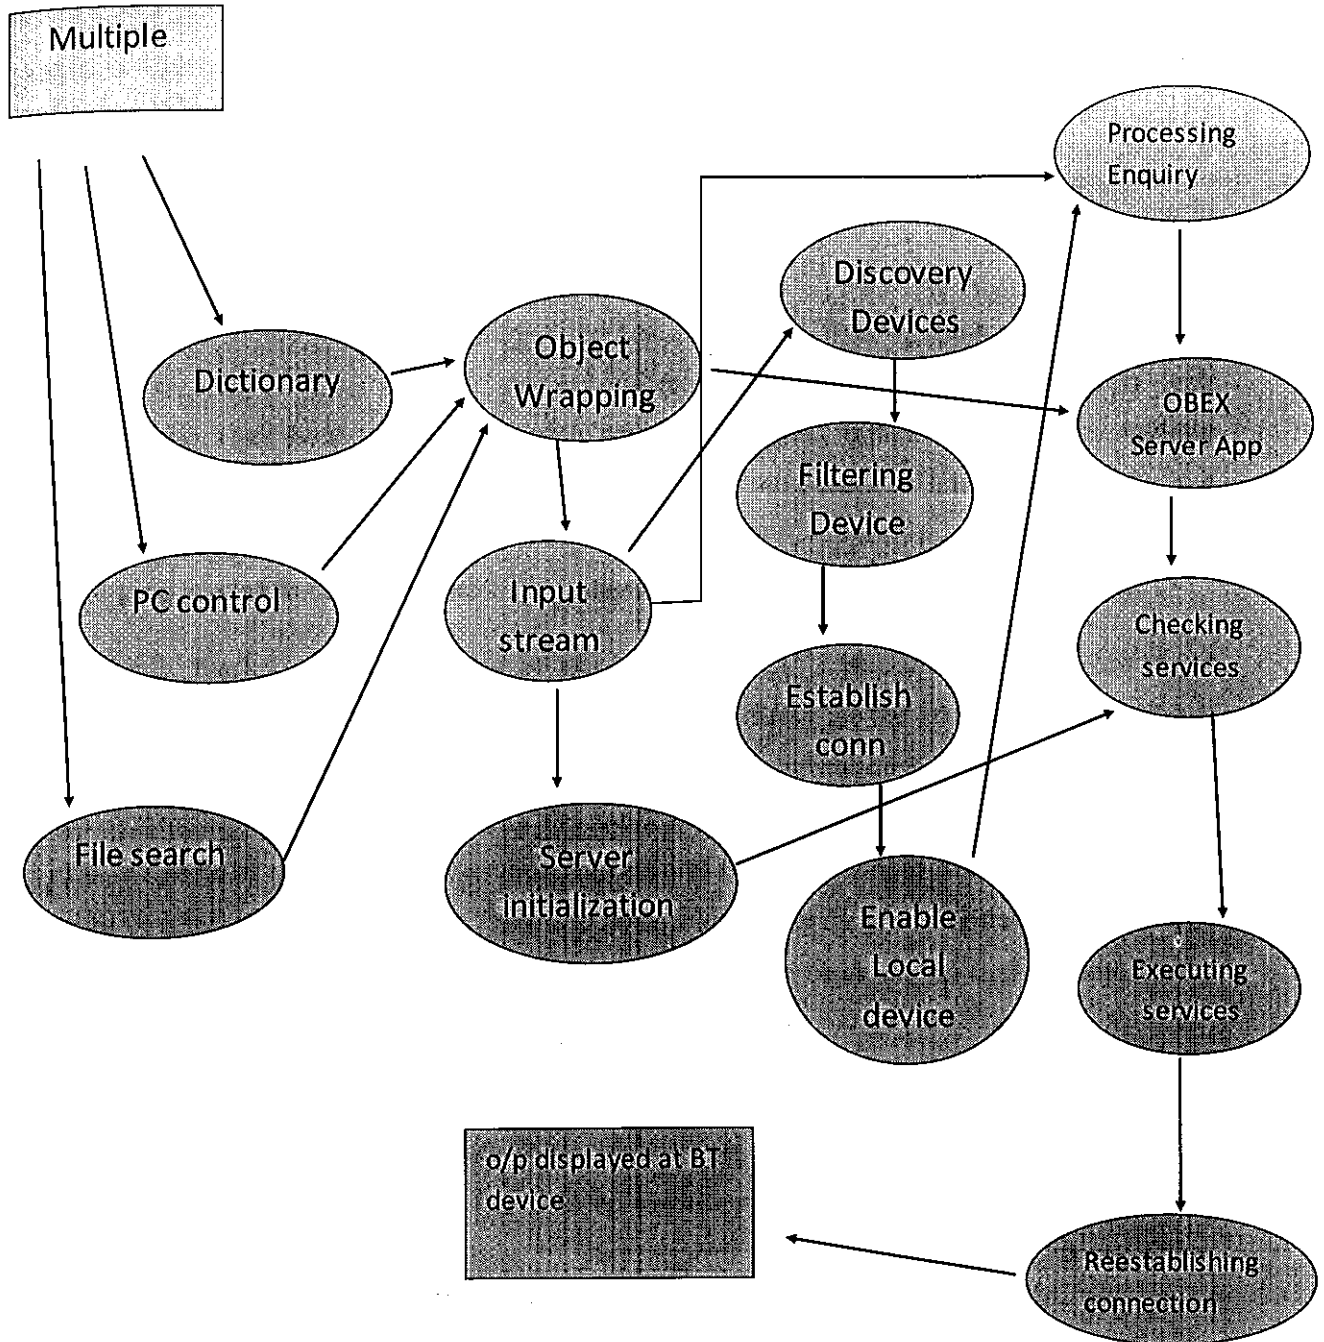 Multiple
Processing
Enquiry
Discovery
Devices
Object
Wrapping
Dictionary
OBEX
Server App
Filtering
Device
Input
stream
PC control
Checking
services
Establish
conn
File search
Server
initialization
Enable
Local
device
Executing
services
o/p displayed at BT
device
Reestablishing
connection